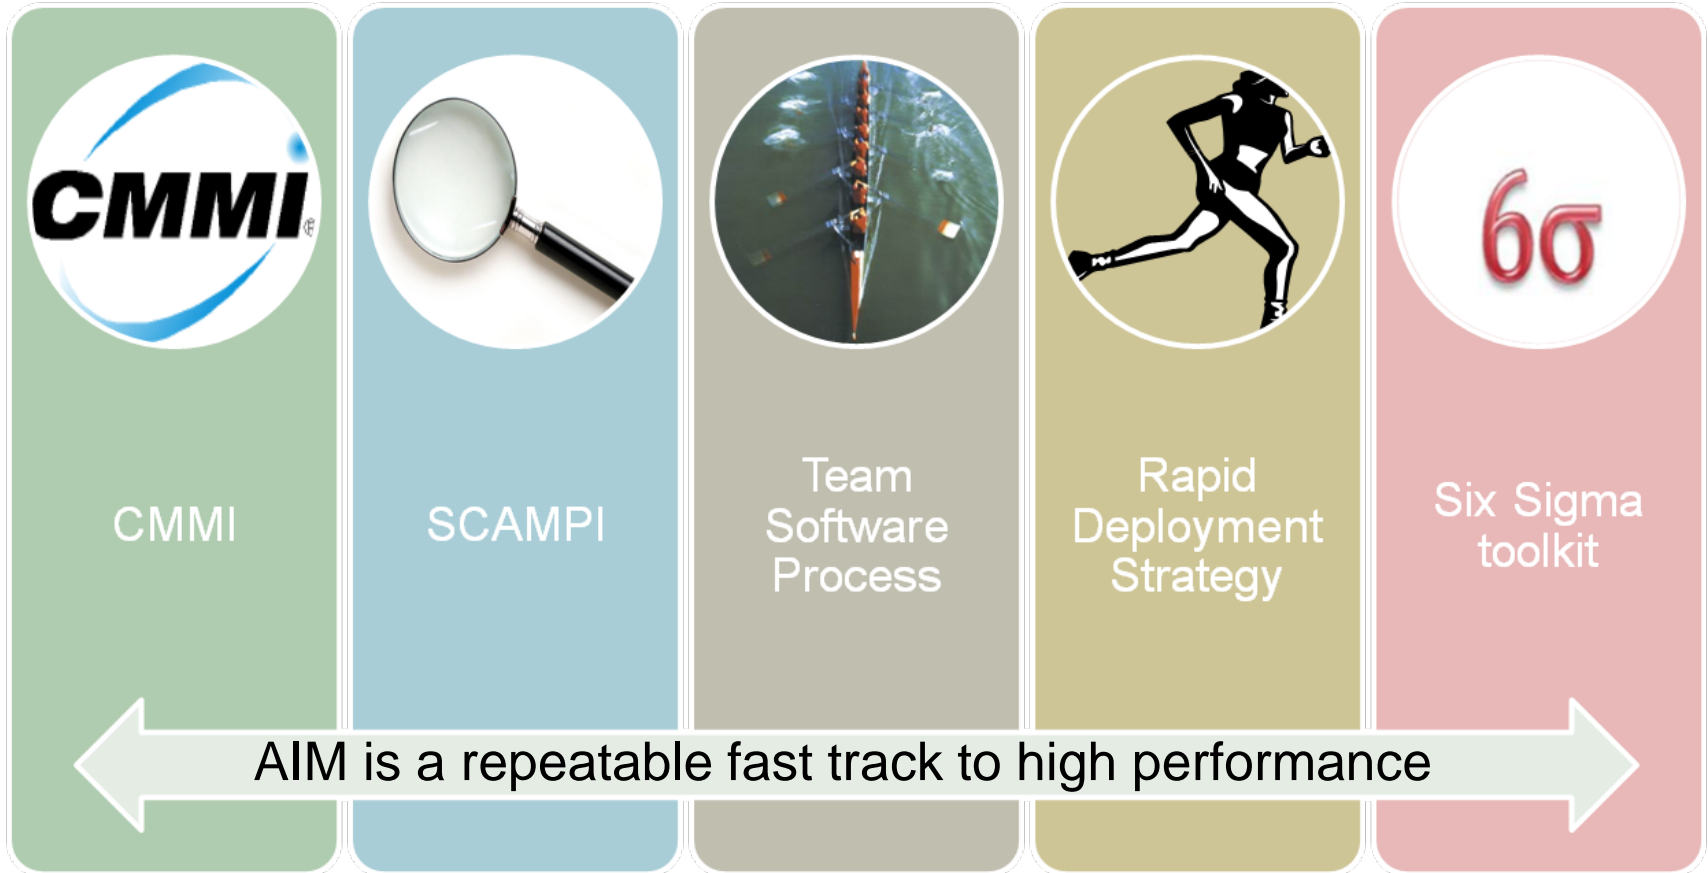 CMMI
6σ
CMMI
SCAMPI
Team
Software
Process
Rapid
Deployment
Strategy
Six Sigma
toolkit
AIM is a repeatable fast track to high performance